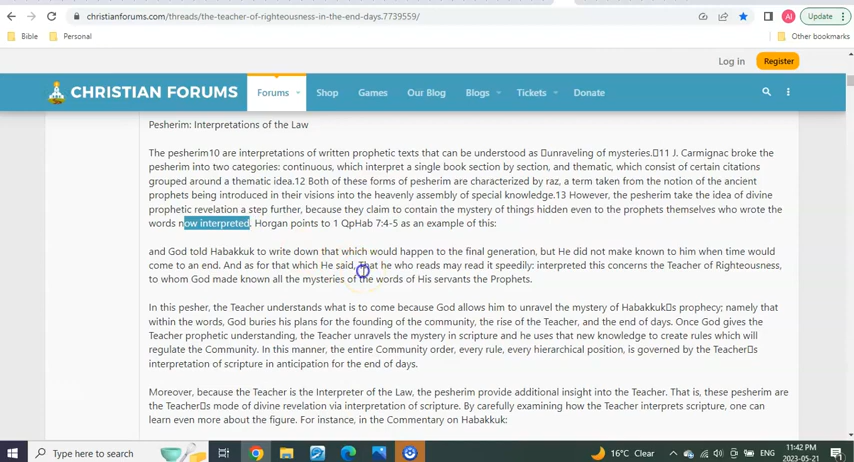 christianforums.com/threads/the-teacher-of-righteousness-in-the-end-days.7739559/
AI
Update
Bible
Personal
Other bookmarks
Log in
Register
CHRISTIAN FORUMS
Forums
Shop
Games
Our Blog
Blogs
Tickets
Donate
Pesherim: Interpretations of the Law
The pesherim10 are interpretations of written prophetic texts that can be understood as unraveling of mysteries.11 J. Carmignac broke the
pesherim into two categories: continuous, which interpret a single book section by section, and thematic, which consist of certain citations
grouped around a thematic idea.12 Both of these forms of pesherim are characterized by raz, a term taken from the notion of the ancient
prophets being introduced in their visions into the heavenly assembly of special knowledge.13 However, the pesherim take the idea of divine
prophetic revelation a step further, because they claim to contain the mystery of things hidden even to the prophets themselves who wrote the
words now interpreted, Horgan points to 1 QpHab 7:4-5 as an example of this:
and God told Habakkuk to write down that which would happen to the final generation, but He did not make known to him when time would
come to an end. And as for that which He said, That he who reads may read it speedily: interpreted this concerns the Teacher of Righteousness,
to whom God made known all the mysteries of the words of His servants the Prophets.
In this pesher, the Teacher understands what is to come because God allows him to unravel the mystery of Habakkuk▯s prophecy; namely that
within the words, God buries his plans for the founding of the community, the rise of the Teacher, and the end of days. Once God gives the
Teacher prophetic understanding, the Teacher unravels the mystery in scripture and he uses that new knowledge to create rules which will
regulate the Community. In this manner, the entire Community order, every rule, every hierarchical position, is governed by the Teacher▯s
interpretation of scripture in anticipation for the end of days.
Moreover, because the Teacher is the Interpreter of the Law, the pesherim provide additional insight into the Teacher. That is, these pesherim are
the Teacher▯s mode of divine revelation via interpretation of scripture. By carefully examining how the Teacher interprets scripture, one can
learn even more about the figure. For instance, in the Commentary on Habakkuk:
Type here to search
16°C Clear
ENG
11:42 PM
2023-05-21